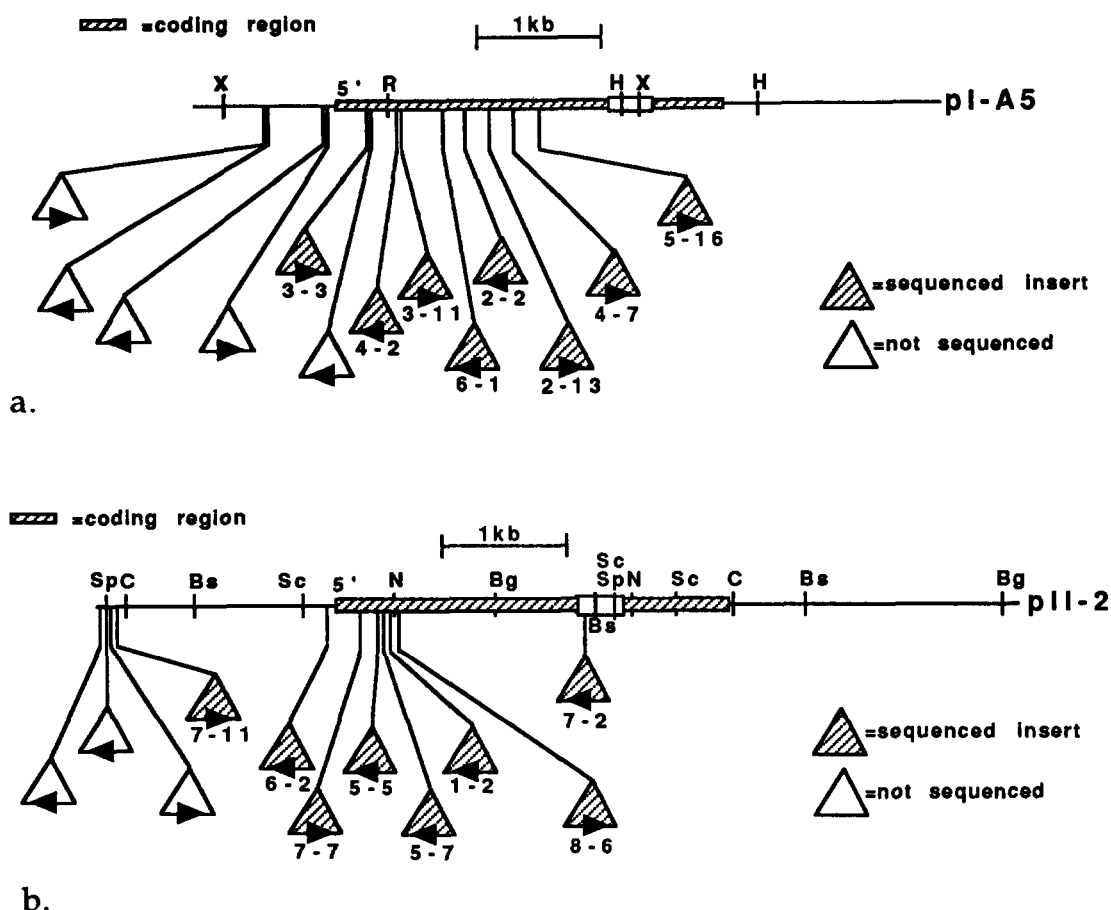 =coding region
1kb
X 5' R H X H
pI-A5
5-16
3-3
3-11
2-2
4-7
=sequenced insert
4-2
6-1
2-13
=not sequenced
a.
=coding region
1kb
Sc
Sp C Bs Sc 5' N Bg Sp N Sc C Bs Bg
pII-2
Bs
7-11
7-2
6-2
5-5
1-2
=sequenced insert
7-7
5-7
8-6
=not sequenced
b.